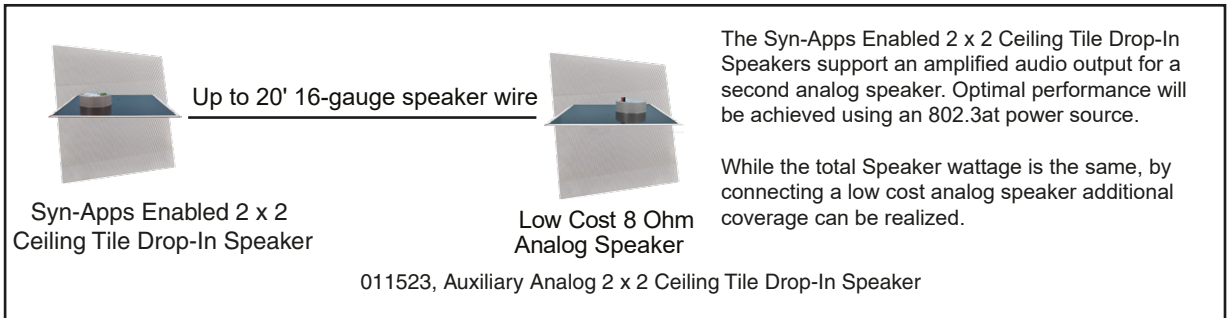 Up to 20' 16-gauge speaker wire
Syn-Apps Enabled 2 x 2
Ceiling Tile Drop-In Speaker
Low Cost 8 Ohm
Analog Speaker
The Syn-Apps Enabled 2 x 2 Ceiling Tile Drop-In
Speakers support an amplified audio output for a
second analog speaker. Optimal performance will
be achieved using an 802.3at power source.
While the total Speaker wattage is the same, by
connecting a low cost analog speaker additional
coverage can be realized.
011523, Auxiliary Analog 2 x 2 Ceiling Tile Drop-In Speaker